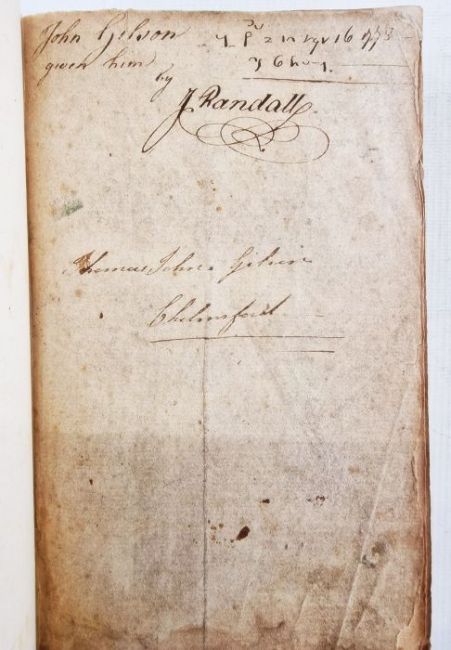 John Gilson
given him
by
J. Randall.
Thomas John Gilson
Chelmsford